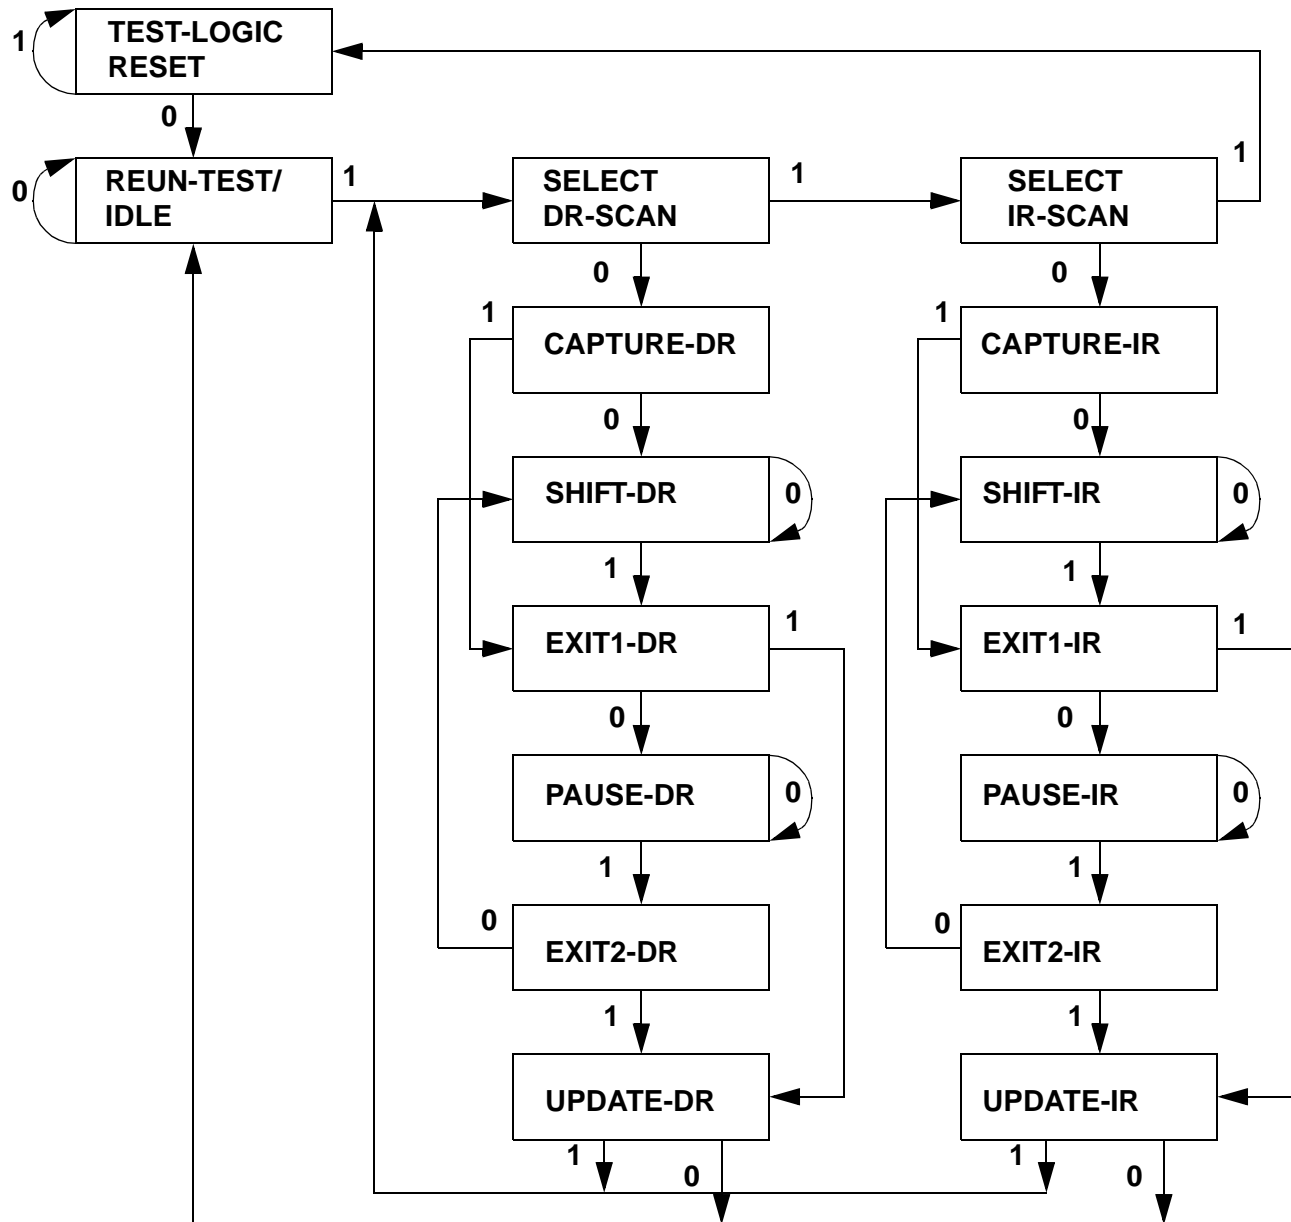 1
TEST-LOGIC
RESET
0
0
REUN-TEST/
IDLE
1
SELECT
DR-SCAN
1
SELECT
IR-SCAN
1
0
0
1
CAPTURE-DR
1
CAPTURE-IR
0
0
SHIFT-DR
0
SHIFT-IR
0
1
1
EXIT1-DR
1
EXIT1-IR
1
0
0
PAUSE-DR
0
PAUSE-IR
0
1
1
0
EXIT2-DR
0
EXIT2-IR
1
1
UPDATE-DR
UPDATE-IR
1
0
1
0